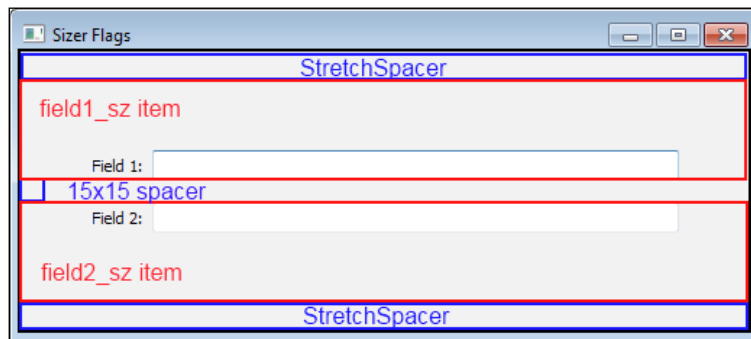 Sizer Flags
StretchSpacer
field1_sz item
Field 1:
15x15 spacer
Field 2:
field2_sz item
StretchSpacer